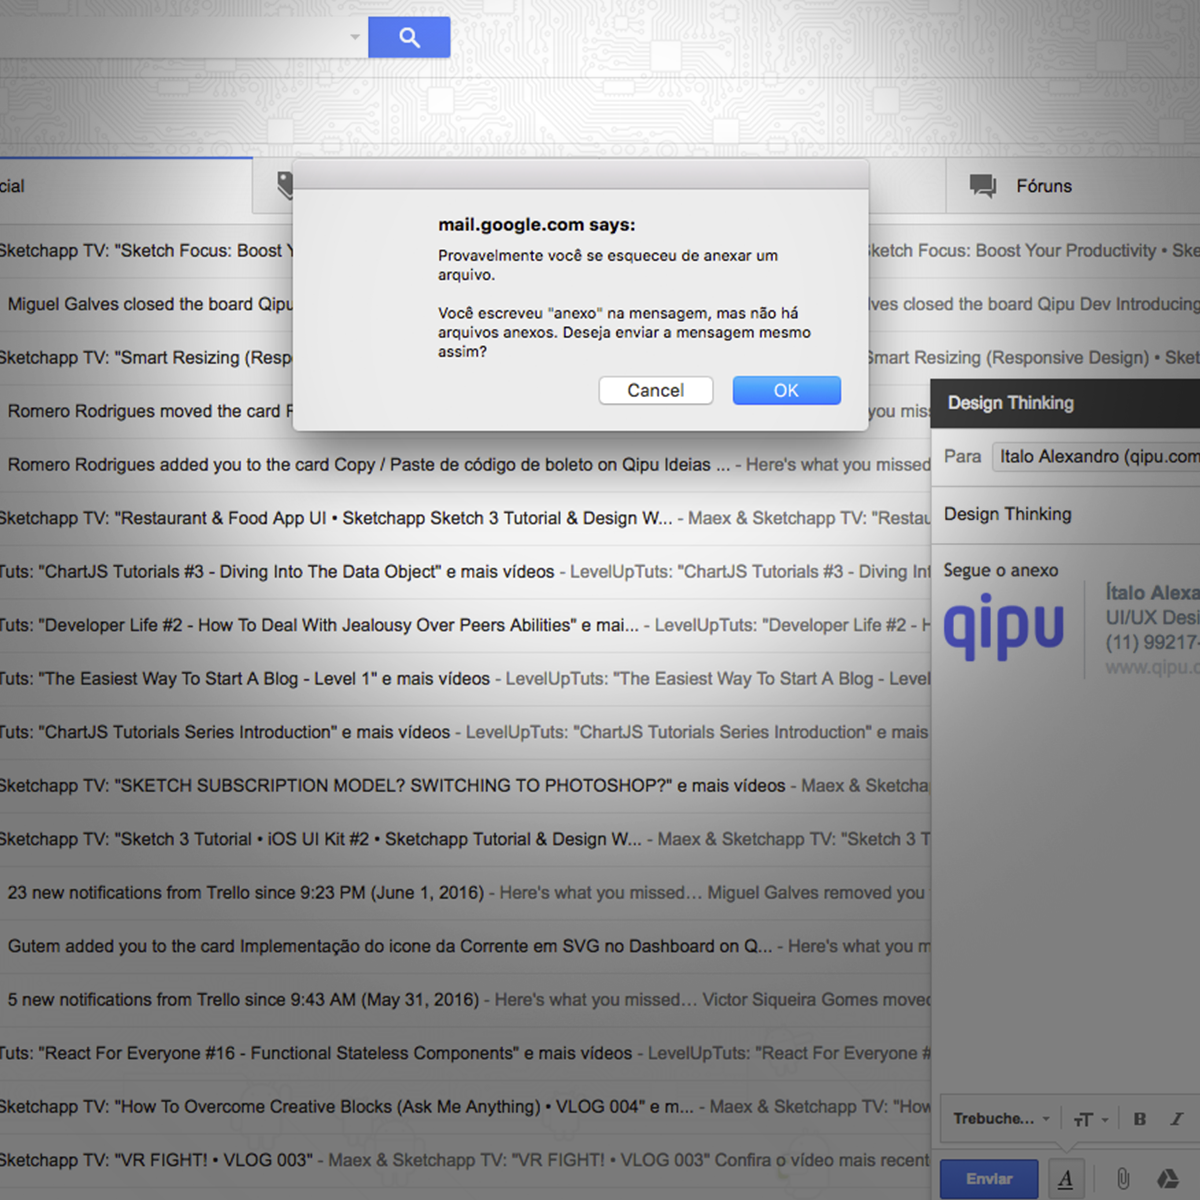 cial
Fóruns
mail.google.com says:
Provavelmente você se esqueceu de anexar um
arquivo.
Você escreveu "anexo" na mensagem, mas não há
arquivos anexos. Deseja enviar a mensagem mesmo
assim?
Cancel
OK
Sketchapp TV: "Sketch Focus: Boost Y
Sketch Focus: Boost Your Productivity • Ske
Miguel Galves closed the board Qipu
lves closed the board Qipu Dev Introducing
Sketchapp TV: "Smart Resizing (Resp
Smart Resizing (Responsive Design) • Sket
Romero Rodrigues moved the card F
you miss
Romero Rodrigues added you to the card Copy / Paste de código de boleto on Qipu Ideias ... - Here's what you missed
Sketchapp TV: "Restaurant & Food App UI • Sketchapp Sketch 3 Tutorial & Design W... - Maex & Sketchapp TV: "Restau
Tuts: "ChartJS Tutorials #3 - Diving Into The Data Object" e mais vídeos - LevelUpTuts: "ChartJS Tutorials #3 - Diving Int
Tuts: "Developer Life #2 - How To Deal With Jealousy Over Peers Abilities" e mai... - LevelUpTuts: "Developer Life #2 - H
Tuts: "The Easiest Way To Start A Blog - Level 1" e mais vídeos - LevelUpTuts: "The Easiest Way To Start A Blog - Level
Tuts: "ChartJS Tutorials Series Introduction" e mais vídeos - LevelUpTuts: "ChartJS Tutorials Series Introduction" e mais
Sketchapp TV: "SKETCH SUBSCRIPTION MODEL? SWITCHING TO PHOTOSHOP?" e mais vídeos - Maex & Sketcha
Sketchapp TV: "Sketch 3 Tutorial • iOS UI Kit #2 • Sketchapp Tutorial & Design W... - Maex & Sketchapp TV: "Sketch 3 T
23 new notifications from Trello since 9:23 PM (June 1, 2016) - Here's what you missed… Miguel Galves removed you
Gutem added you to the card Implementação do icone da Corrente em SVG no Dashboard on Q... - Here's what you m
5 new notifications from Trello since 9:43 AM (May 31, 2016) - Here's what you missed… Victor Siqueira Gomes moved
Tuts: "React For Everyone #16 - Functional Stateless Components" e mais vídeos - LevelUpTuts: "React For Everyone #
Sketchapp TV: "How To Overcome Creative Blocks (Ask Me Anything) • VLOG 004" e m... - Maex & Sketchapp TV: "How
Sketchapp TV: "VR FIGHT! • VLOG 003" - Maex & Sketchapp TV: "VR FIGHT! • VLOG 003" Confira o vídeo mais recent
Design Thinking
Para Italo Alexandro (qipu.com
Design Thinking
Segue o anexo
qipu
Ítalo Alexa
UI/UX Desi
(11) 99217-
www.qipu.c
Trebuche...
Enviar